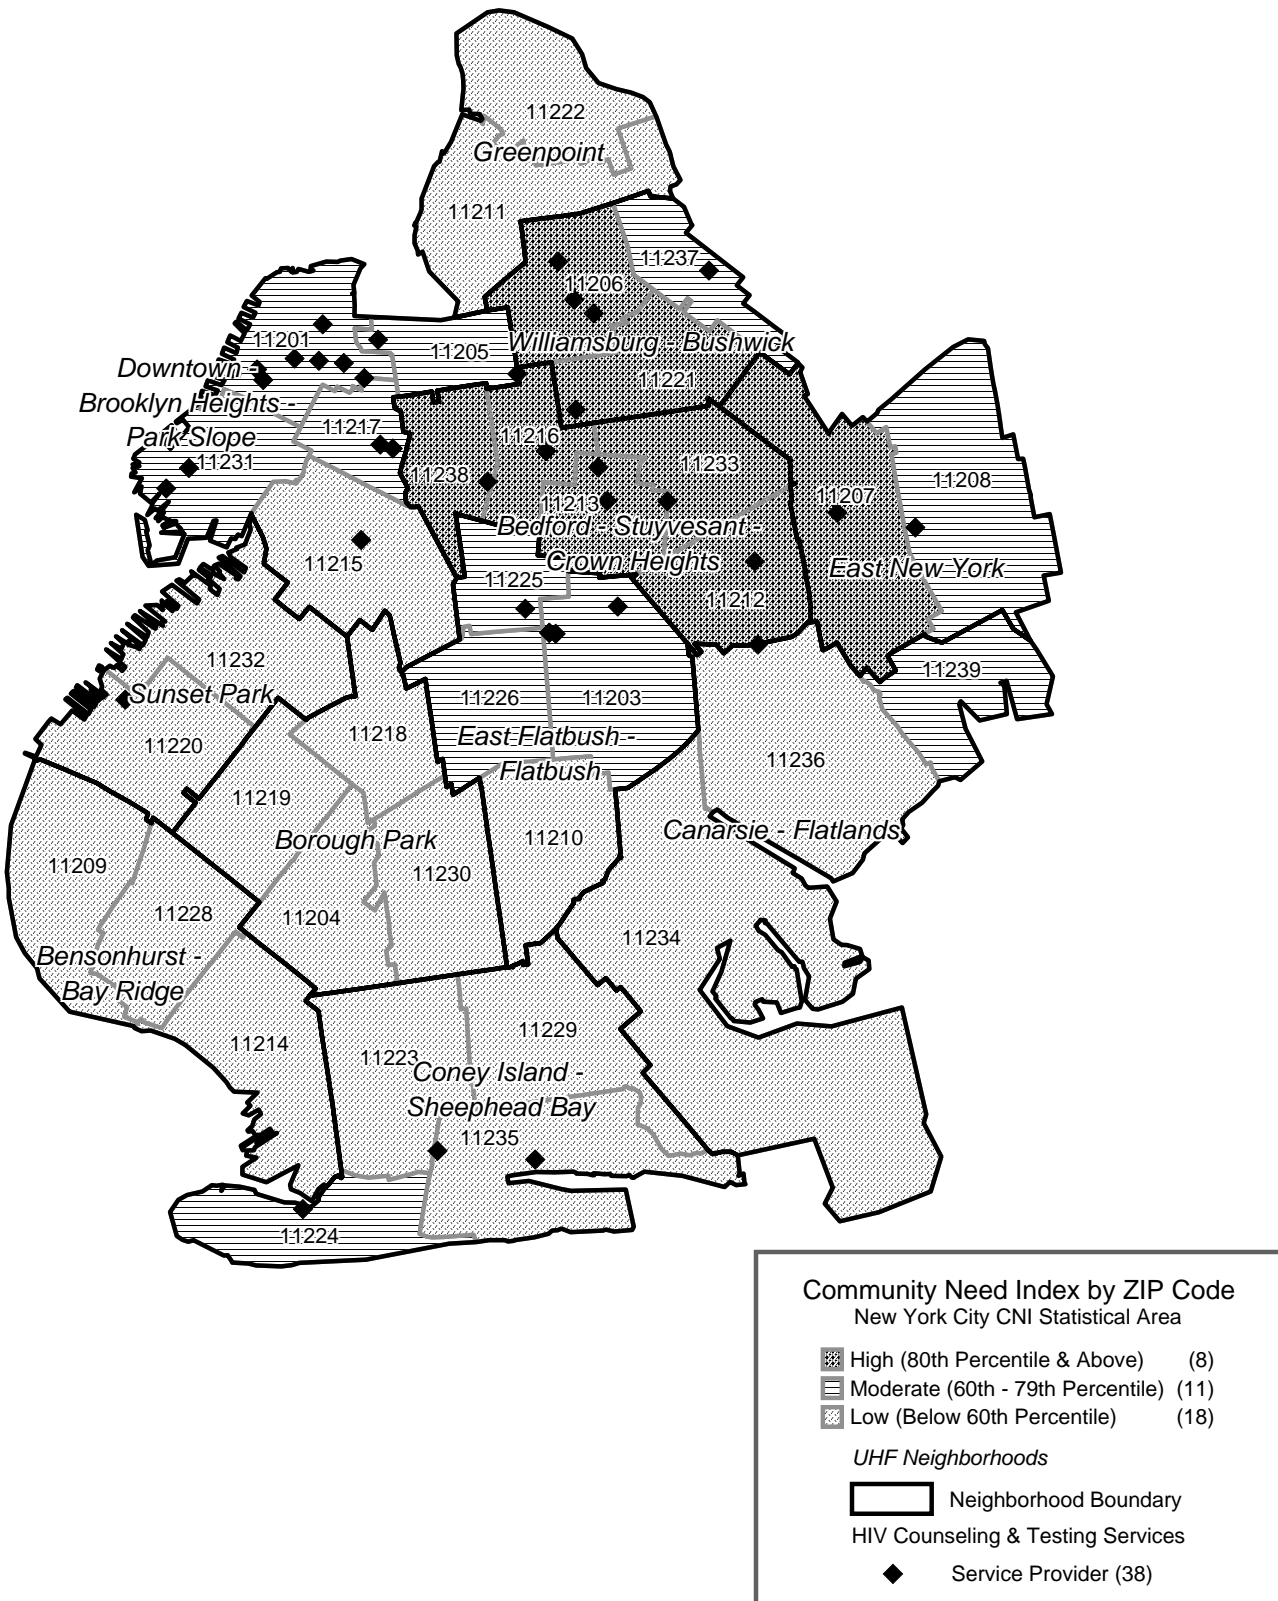 11222
Greenpoint
11211
11237
11206
11201
11205
Williamsburg - Bushwick
Downtown -
Brooklyn Heights -
Park Slope
11221
11217
11216
11231
11238
11233
11208
11207
11213
Bedford - Stuyvesant -
Crown Heights
11215
East New York
11225
11212
11232
11239
Sunset Park
11226
11203
11218
11220
East Flatbush -
Flatbush
11236
11219
Borough Park
11210
Canarsie - Flatlands
11209
11230
11228
11204
11234
Bensonhurst -
Bay Ridge
11214
11229
11223
Coney Island -
Sheephead Bay
11235
11224
Community Need Index by ZIP Code
New York City CNI Statistical Area
High (80th Percentile & Above) (8)
Moderate (60th - 79th Percentile) (11)
Low (Below 60th Percentile) (18)
UHF Neighborhoods
Neighborhood Boundary
HIV Counseling & Testing Services
Service Provider (38)